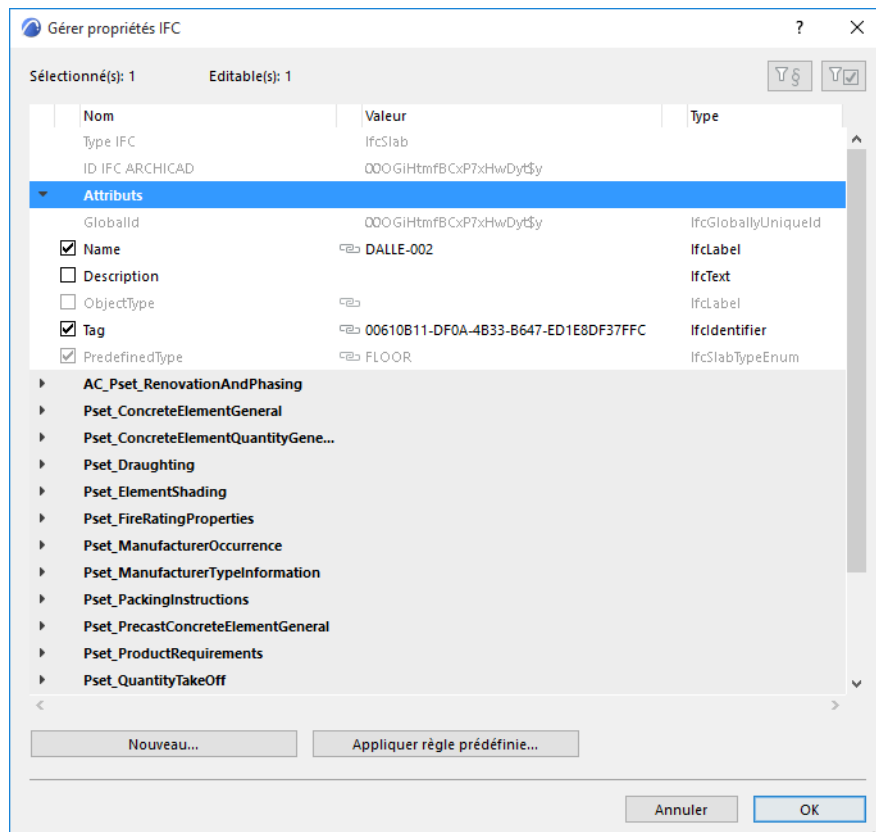 Gérer propriétés IFC
Sélectionné(s): 1 Editable(s): 1
Nom Valeur Type
Type IFC IfcSlab
ID IFC ARCHICAD 00OGiHtmfBCxP7xHwDyt$y
Attributs
GlobalId 00OGiHtmfBCxP7xHwDyt$y IfcGloballyUniqueId
Name DALLE-002 IfcLabel
Description IfcText
ObjectType IfcLabel
Tag 00610B11-DF0A-4B33-B647-ED1E8DF37FFC IfcIdentifier
PredefinedType FLOOR IfcSlabTypeEnum
AC_Pset_RenovationAndPhasing
Pset_ConcreteElementGeneral
Pset_ConcreteElementQuantityGene...
Pset_Draughting
Pset_ElementShading
Pset_FireRatingProperties
Pset_ManufacturerOccurrence
Pset_ManufacturerTypeInformation
Pset_PackingInstructions
Pset_PrecastConcreteElementGeneral
Pset_ProductRequirements
Pset_QuantityTakeOff
Nouveau... Appliquer règle prédéfinie...
Annuler OK